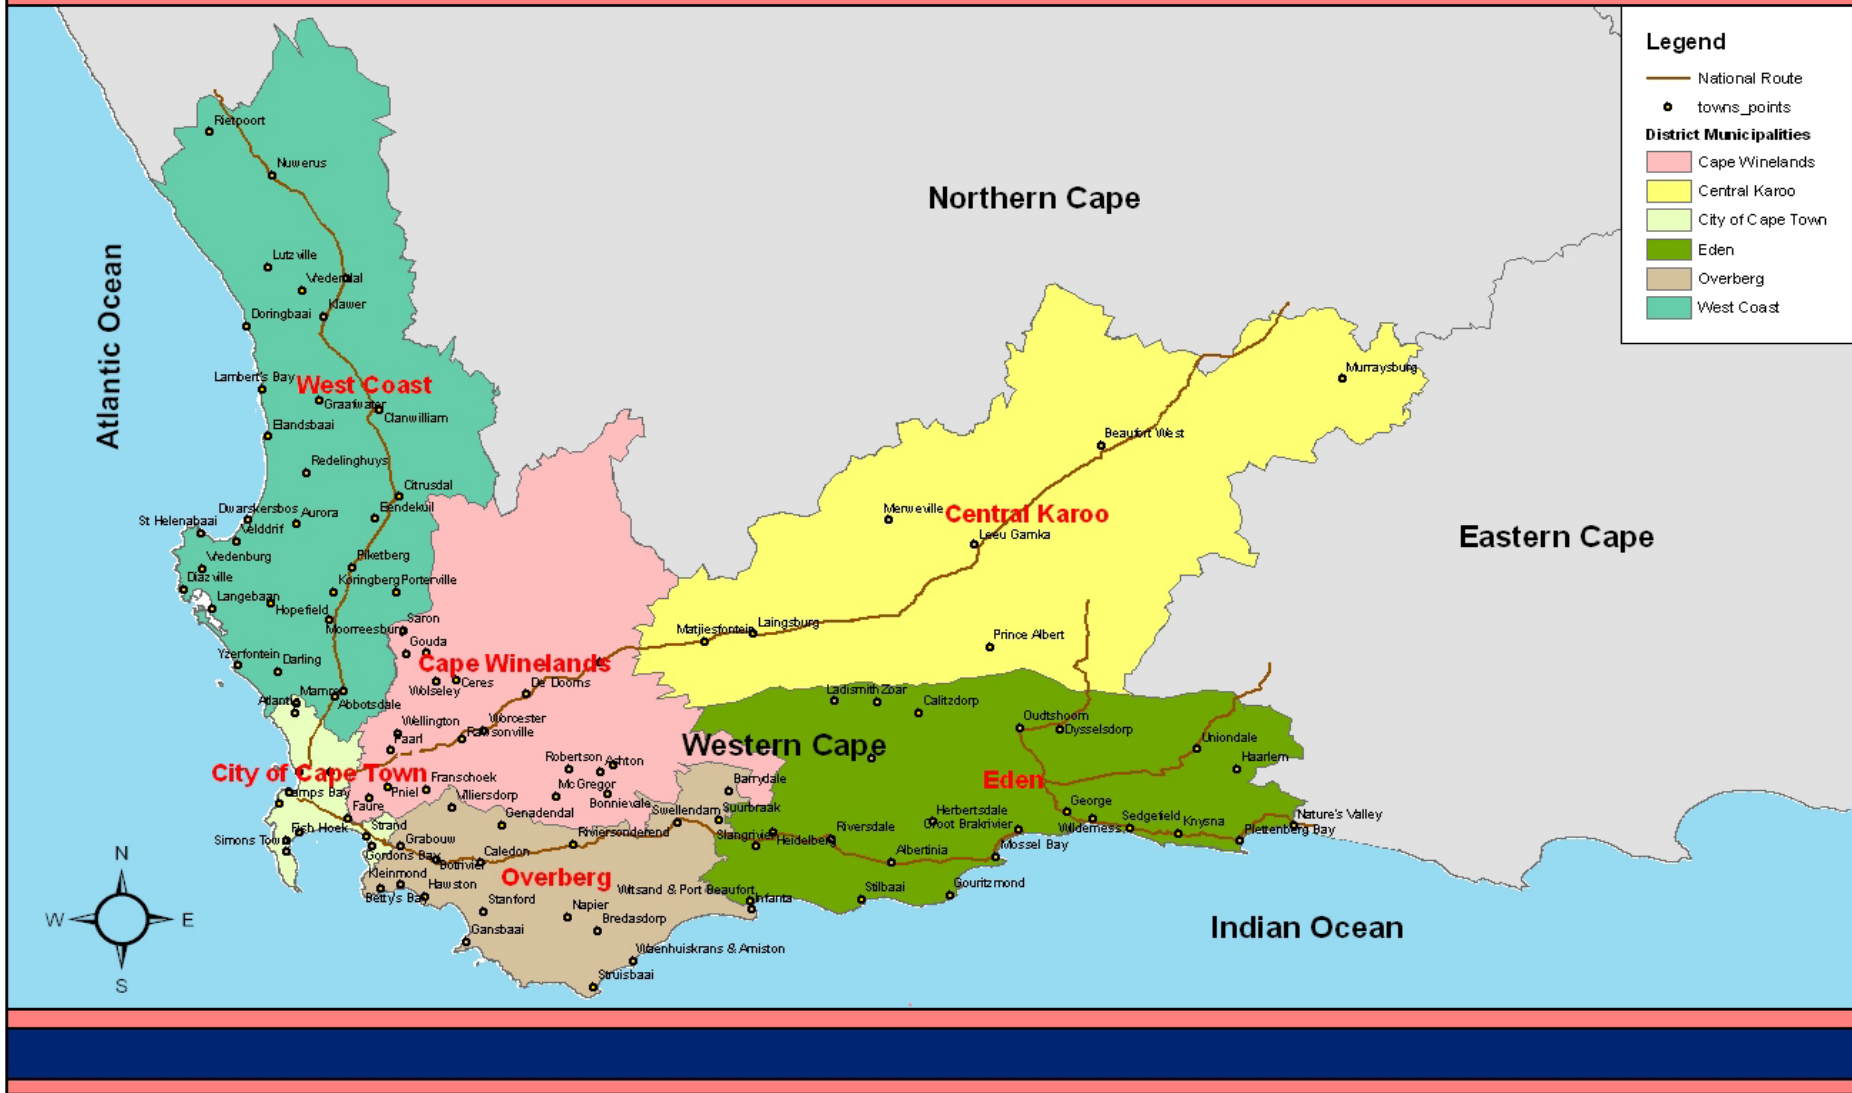 Legend
National Route
towns_points
District Municipalities
Cape Winelands
Central Karoo
City of Cape Town
Eden
Overberg
West Coast
Northern Cape
Eastern Cape
Western Cape
Atlantic Ocean
Indian Ocean
West Coast
Central Karoo
Cape Winelands
City of Cape Town
Eden
Overberg
Rietpoort
Nuwerus
Lutzville
Vredendal
Klawer
Doringbaai
Lambert's Bay
Graafwater
Clanwilliam
Elandsbaai
Redelinghuys
Citrusdal
Dwarskersbos
Aurora
Eendekuil
St Helenabaai
Velddrif
Vredenburg
Piketberg
Diazville
Koringberg
Porterville
Langebaan
Hopefield
Moorreesburg
Saron
Gouda
Yzerfontein
Darling
Mamre
Atlantis
Abbotsdale
Wolseley
Ceres
De Doorns
Wellington
Worcester
Rawsonville
Paarl
Robertson
Ashton
Franschoek
McGregor
Bonnievale
Pniel
Faure
Camps Bay
Villiersdorp
Genadendal
Barrydale
Suurbraak
Swellendam
Fish Hoek
Strand
Simons Tow
Grabouw
Gordons Bay
Botrivier
Caledon
Riviersonderend
Slangrivier
Heidelberg
Kleinmond
Betty's Bay
Hawston
Stanford
Napier
Bredasdorp
Gansbaai
Witsand & Port Beaufort
Infanta
Waenhuiskrans & Arniston
Struisbaai
Murraysburg
Beaufort West
Merweville
Leeu Gamka
Matjiesfontein
Laingsburg
Prince Albert
Ladismith
Zoar
Calitzdorp
Oudtshoorn
Dysselsdorp
Uniondale
Haarlem
Herbertsdale
Groot Brakrivier
Riversdale
Albertinia
Mossel Bay
Stilbaai
Gouritzmond
George
Wilderness
Sedgefield
Knysna
Plettenberg Bay
Nature's Valley
N
W
E
S